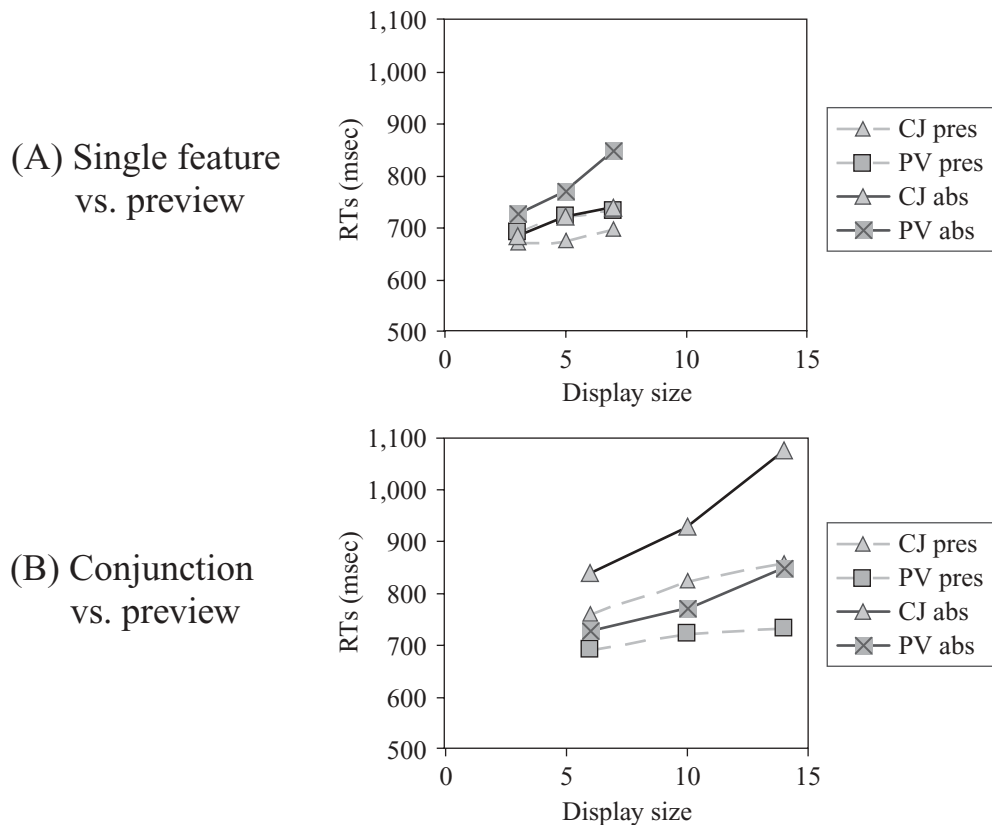 (A) Single feature
vs. preview
1,100
1,000
900
800
700
600
500
RTs (msec)
0
5
10
15
Display size
CJ pres
PV pres
CJ abs
PV abs
(B) Conjunction
vs. preview
1,100
1,000
900
800
700
600
500
RTs (msec)
0
5
10
15
Display size
CJ pres
PV pres
CJ abs
PV abs